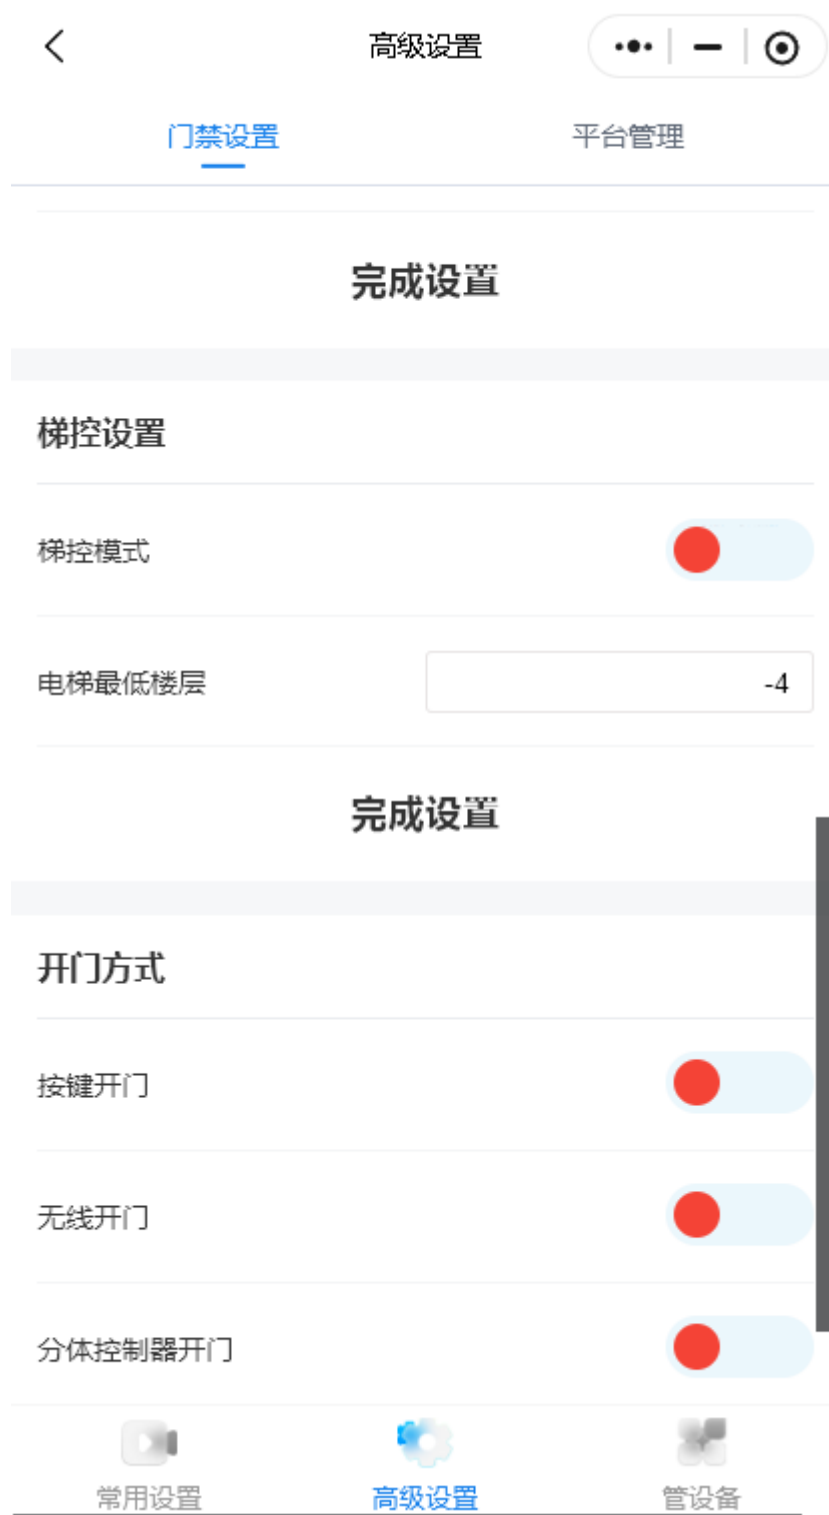 高级设置
门禁设置 平台管理
完成设置
梯控设置
梯控模式
电梯最低楼层 -4
完成设置
开门方式
按键开门
无线开门
分体控制器开门
常用设置 高级设置 管设备